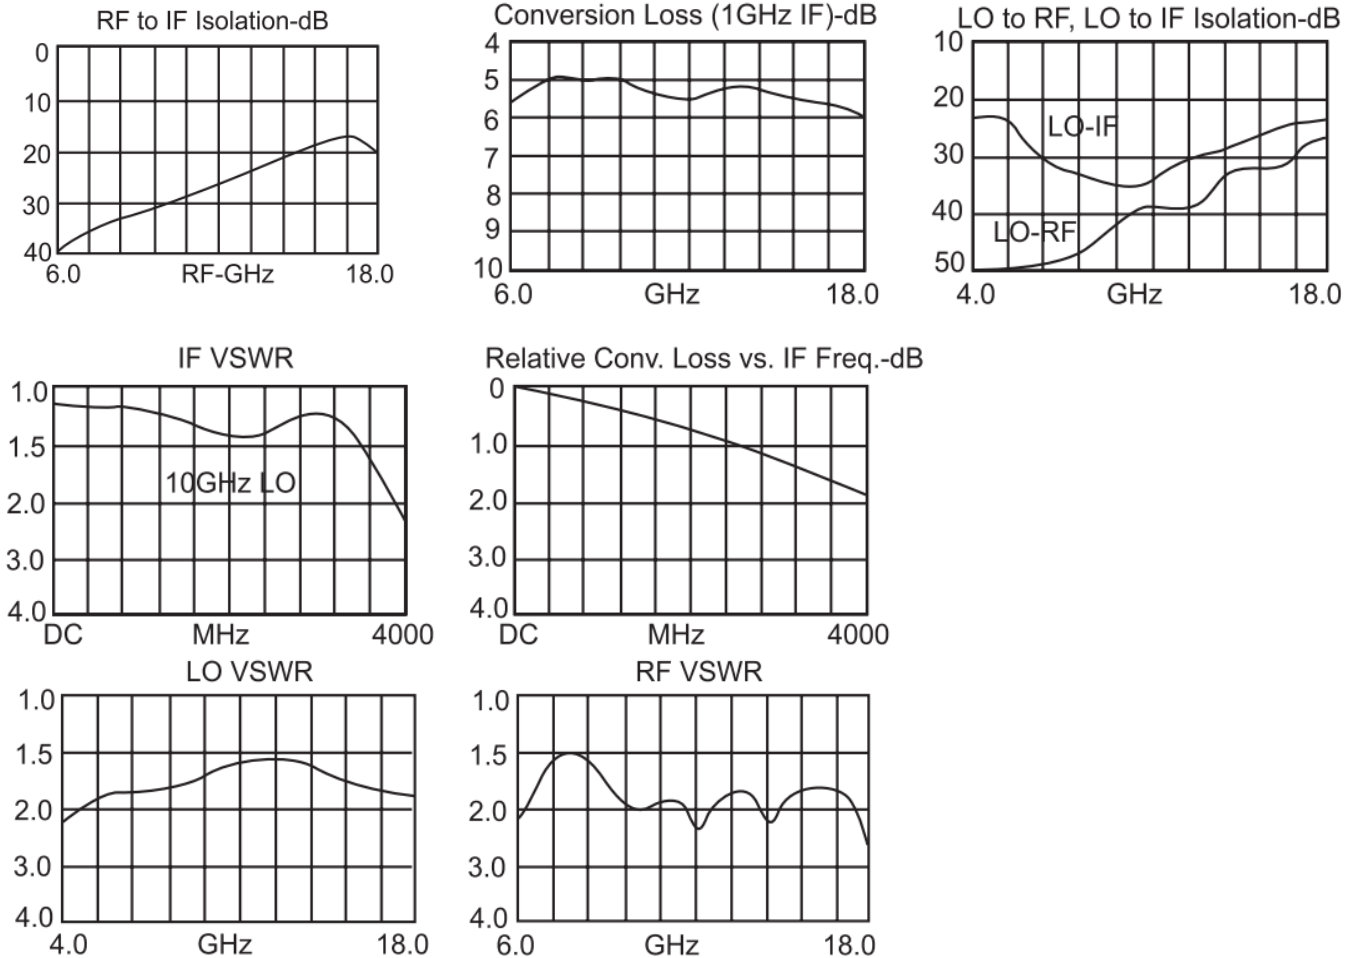 RF to IF Isolation-dB
0
10
20
30
40
6.0 RF-GHz 18.0
Conversion Loss (1GHz IF)-dB
4
5
6
7
8
9
10
6.0 GHz 18.0
LO to RF, LO to IF Isolation-dB
10
20
LO-IF
30
40
LO-RF
50
4.0 GHz 18.0
IF VSWR
1.0
1.5
10GHz LO
2.0
3.0
4.0
DC MHz 4000
Relative Conv. Loss vs. IF Freq.-dB
0
1.0
2.0
3.0
4.0
DC MHz 4000
LO VSWR
1.0
1.5
2.0
3.0
4.0
4.0 GHz 18.0
RF VSWR
1.0
1.5
2.0
3.0
4.0
6.0 GHz 18.0